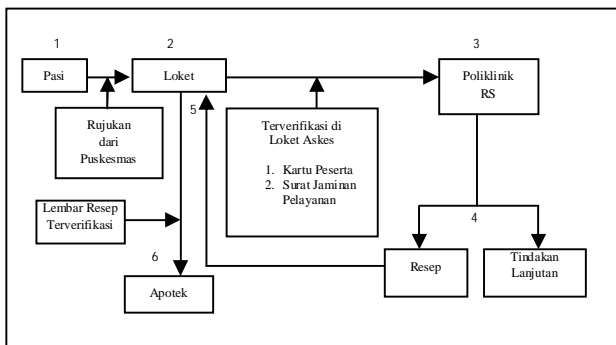 1
2
3
Pasi
Loket
Poliklinik
RS
Rujukan
dari
Puskesmas
5
Terverifikasi di
Loket Askes
1. Kartu Peserta
2. Surat Jaminan
Pelayanan
Lembar Resep
Terverifikasi
4
6
Apotek
Resep
Tindakan
Lanjutan